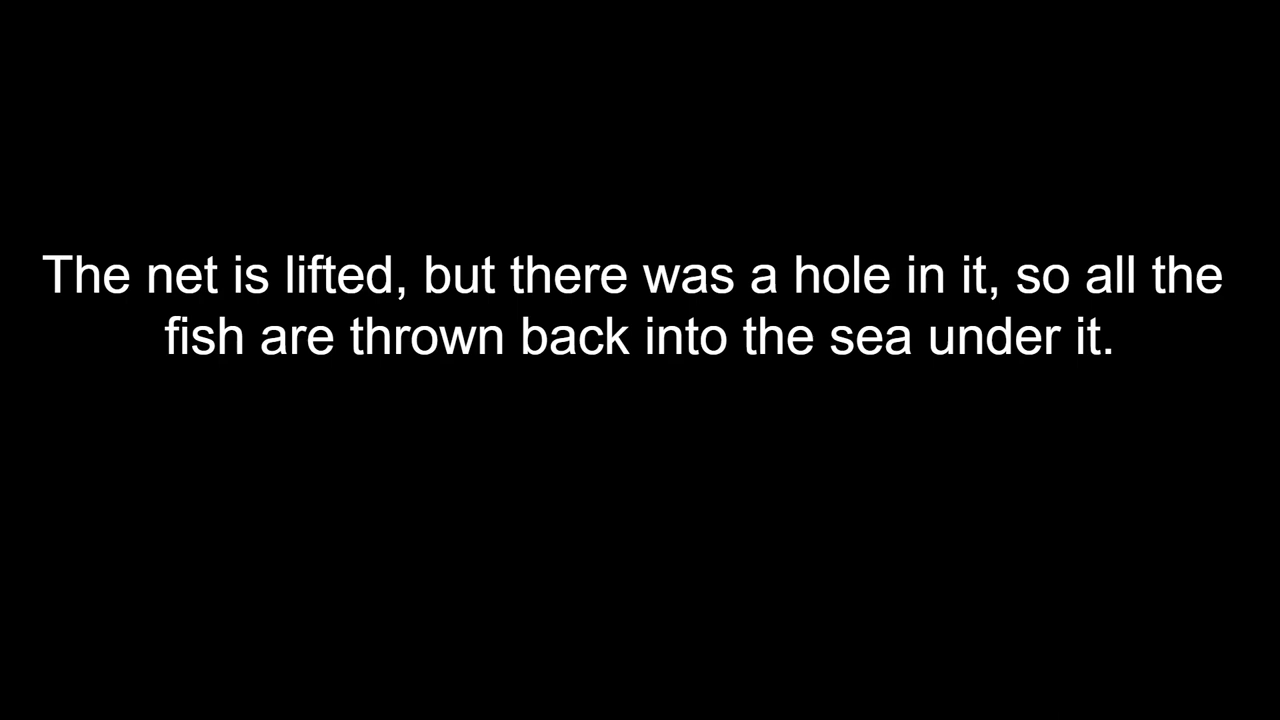 The net is lifted, but there was a hole in it, so all the
fish are thrown back into the sea under it.